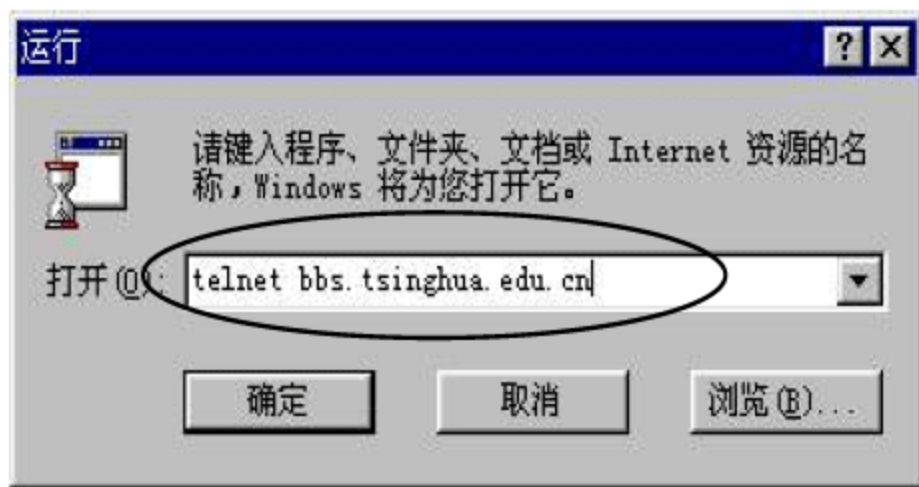 运行
请键入程序、文件夹、文档或 Internet 资源的名
称，Windows 将为您打开它。
打开(O): telnet bbs.tsinghua.edu.cn
确定 取消 浏览(B)...